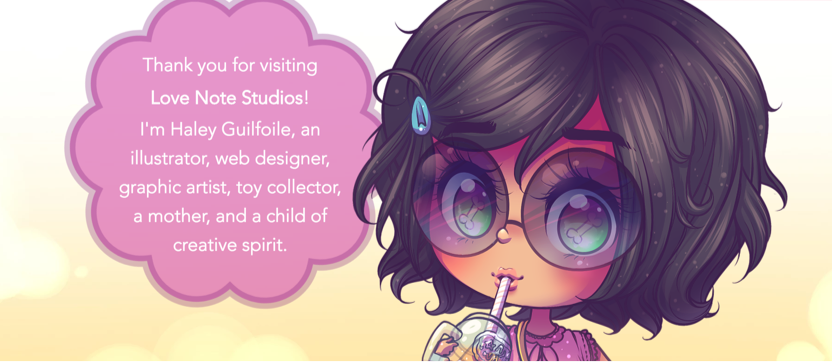 Thank you for visiting
Love Note Studios!
I'm Haley Guilfoile, an
illustrator, web designer,
graphic artist, toy collector,
a mother, and a child of
creative spirit.